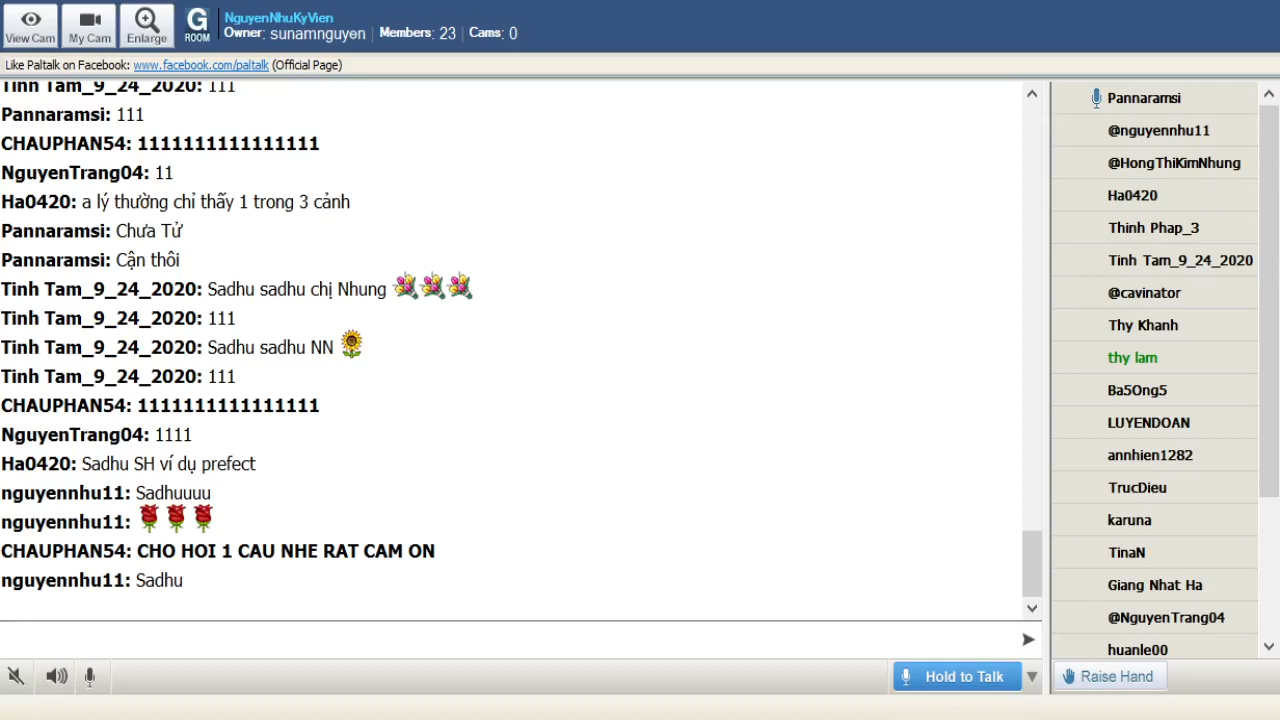 View Cam
My Cam
Enlarge
G
ROOM
NguyenNhuKyVien
Owner: sunamnguyen | Members: 23 | Cams: 0
Like Paltalk on Facebook: www.facebook.com/paltalk (Official Page)
Tinh Tam_9_24_2020: 111
Pannaramsi: 111
CHAUPHAN54: 1111111111111111
NguyenTrang04: 11
Ha0420: a lý thường chỉ thấy 1 trong 3 cảnh
Pannaramsi: Chưa Tử
Pannaramsi: Cận thôi
Tinh Tam_9_24_2020: Sadhu sadhu chị Nhung
Tinh Tam_9_24_2020: 111
Tinh Tam_9_24_2020: Sadhu sadhu NN
Tinh Tam_9_24_2020: 111
CHAUPHAN54: 1111111111111111
NguyenTrang04: 1111
Ha0420: Sadhu SH ví dụ prefect
nguyennhu11: Sadhuuuu
nguyennhu11:
CHAUPHAN54: CHO HOI 1 CAU NHE RAT CAM ON
nguyennhu11: Sadhu
Hold to Talk
Pannaramsi
@nguyennhu11
@HongThiKimNhung
Ha0420
Thinh Phap_3
Tinh Tam_9_24_2020
@cavinator
Thy Khanh
thy lam
Ba5Ong5
LUYENDOAN
annhien1282
TrucDieu
karuna
TinaN
Giang Nhat Ha
@NguyenTrang04
huanle00
Raise Hand